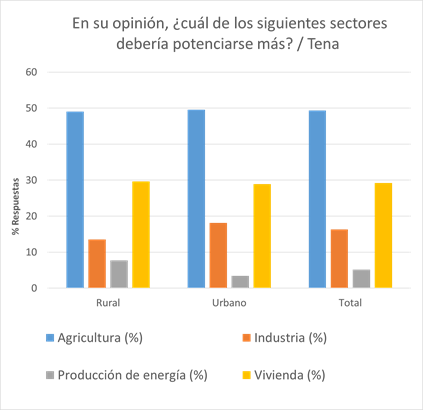 En su opinión, ¿cuál de los siguientes sectores
debería potenciarse más? / Tena
60
50
40
30
20
10
0
% Respuestas
Rural
Urbano
Total
Agricultura (%)
Industria (%)
Producción de energía (%)
Vivienda (%)